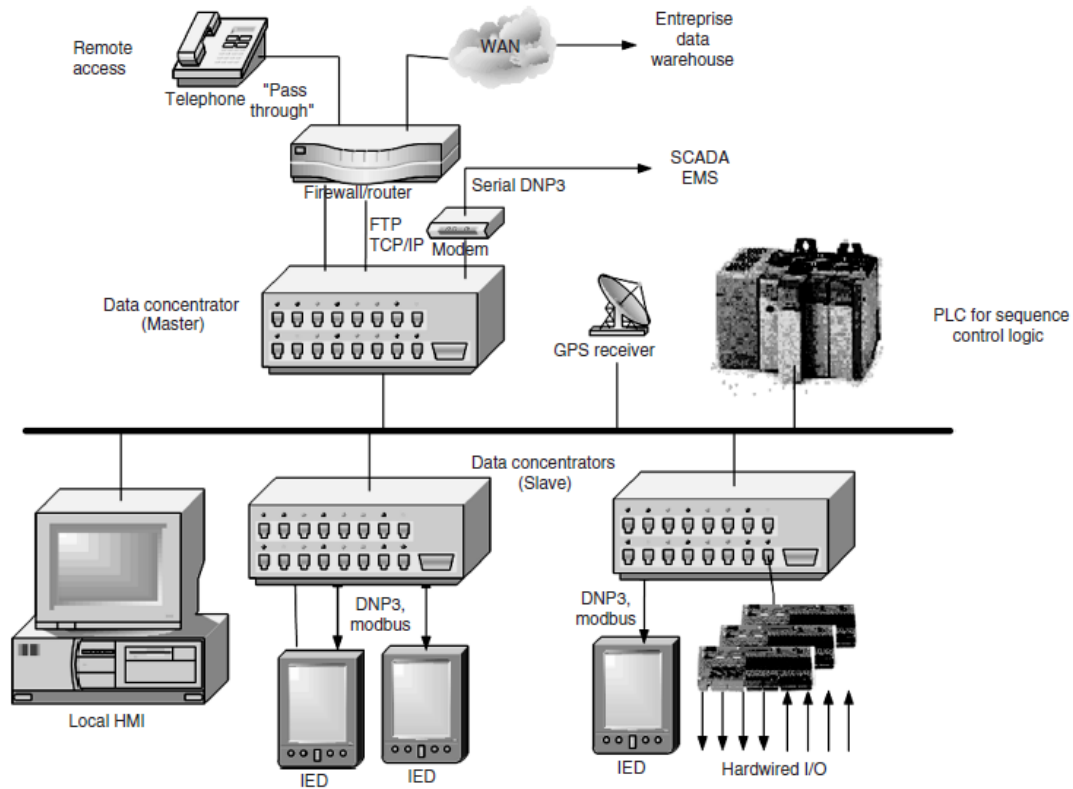 Remote
access
Telephone
"Pass
through"
WAN
Entreprise
data
warehouse
Firewall/router
FTP
TCP/IP
Serial DNP3
Modem
SCADA
EMS
Data concentrator
(Master)
GPS receiver
PLC for sequence
control logic
Data concentrators
(Slave)
DNP3,
modbus
DNP3,
modbus
Local HMI
IED
IED
IED
Hardwired I/O